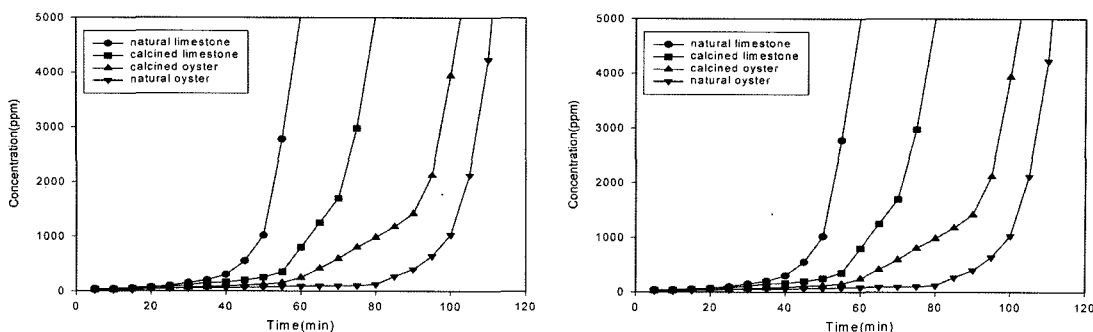 5000
4000
3000
2000
1000
0
Concentration(ppm)
natural limestone
calcined limestone
calcined oyster
natural oyster
0 20 40 60 80 100 120
Time(min)
5000
4000
3000
2000
1000
0
Concentration(ppm)
natural limestone
calcined limestone
calcined oyster
natural oyster
0 20 40 60 80 100 120
Time(min)